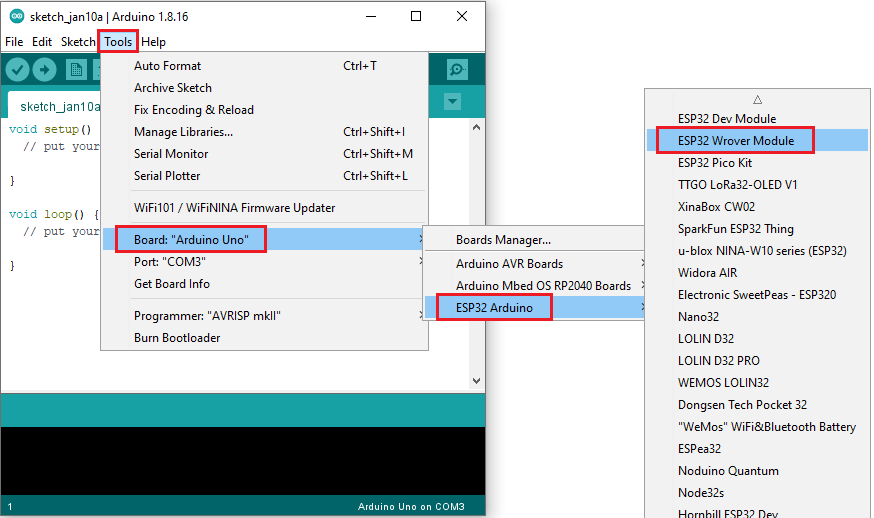 sketch_jan10a | Arduino 1.8.16
File Edit Sketch Tools Help
sketch_jan10a
void setup()
// put your
}
void loop() {
// put your
}
Auto Format Ctrl+T
Archive Sketch
Fix Encoding & Reload
Manage Libraries... Ctrl+Shift+I
Serial Monitor Ctrl+Shift+M
Serial Plotter Ctrl+Shift+L
WiFi101 / WiFiNINA Firmware Updater
Board: "Arduino Uno"
Port: "COM3"
Get Board Info
Programmer: "AVRISP mkII"
Burn Bootloader
Boards Manager...
Arduino AVR Boards
Arduino Mbed OS RP2040 Boards
ESP32 Arduino
ESP32 Dev Module
ESP32 Wrover Module
ESP32 Pico Kit
TTGO LoRa32-OLED V1
XinaBox CW02
SparkFun ESP32 Thing
u-blox NINA-W10 series (ESP32)
Widora AIR
Electronic SweetPeas - ESP320
Nano32
LOLIN D32
LOLIN D32 PRO
WEMOS LOLIN32
Dongsen Tech Pocket 32
"WeMos" WiFi&Bluetooth Battery
ESPea32
Noduino Quantum
Node32s
Hornbill ESP32 Dev
1 Arduino Uno on COM3